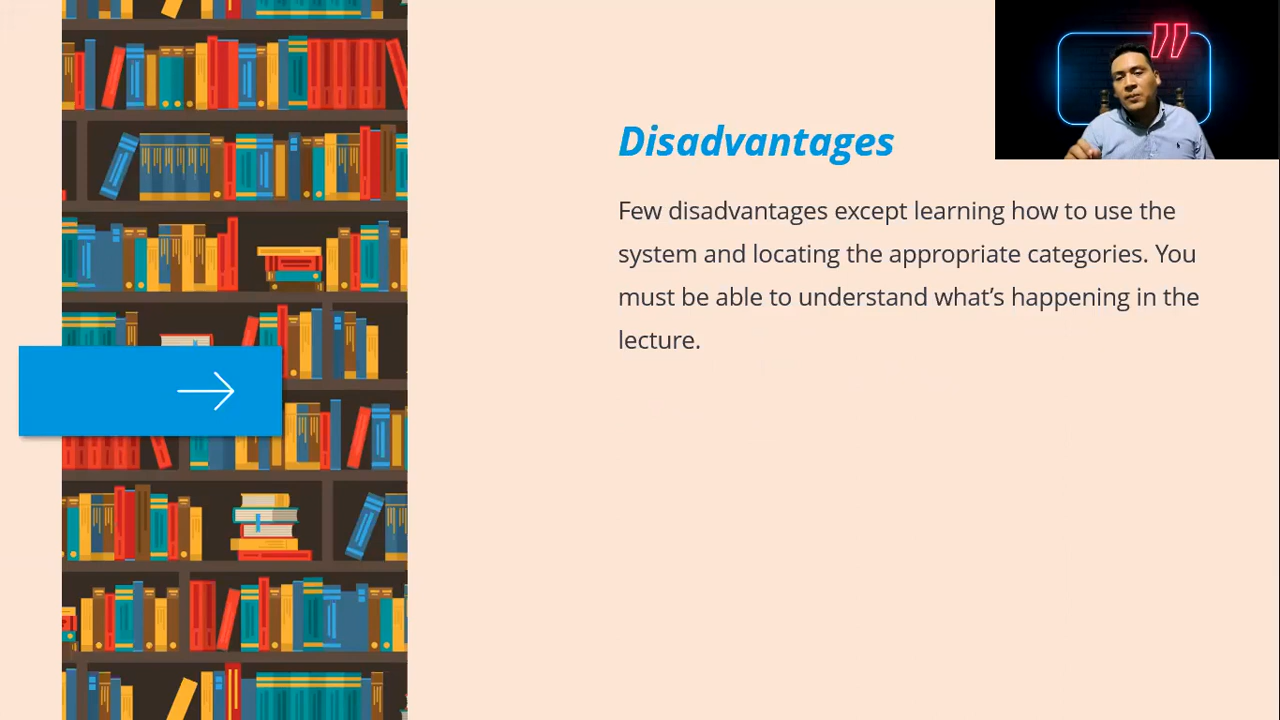 Disadvantages
Few disadvantages except learning how to use the
system and locating the appropriate categories. You
must be able to understand what’s happening in the
lecture.